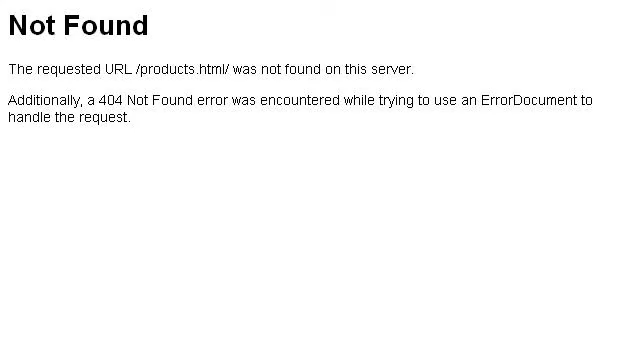 Not Found
The requested URL /products.html/ was not found on this server.
Additionally, a 404 Not Found error was encountered while trying to use an ErrorDocument to
handle the request.